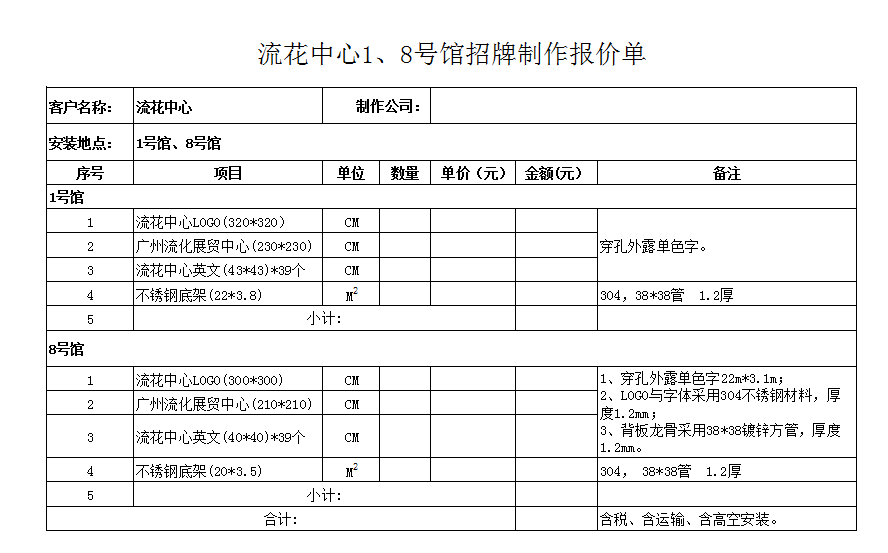 流花中心1、8号馆招牌制作报价单
客户名称： 流花中心 制作公司：
安装地点： 1号馆、8号馆
序号 项目 单位 数量 单价（元） 金额(元) 备注
1号馆
1 流花中心LOGO(320*320) CM
2 广州流化展贸中心(230*230) CM 穿孔外露单色字。
3 流花中心英文(43*43)*39个 CM
4 不锈钢底架(22*3.8) M² 304，38*38管 1.2厚
5 小计:
8号馆
1 流花中心LOGO(300*300) CM 1、穿孔外露单色字22m*3.1m；
2 广州流化展贸中心(210*210) CM 2、LOGO与字体采用304不锈钢材料，厚
度1.2mm；
3 流花中心英文(40*40)*39个 CM 3、背板龙骨采用38*38镀锌方管，厚度
1.2mm。
4 不锈钢底架(20*3.5) M² 304， 38*38管 1.2厚
5 小计:
合计: 含税、含运输、含高空安装。